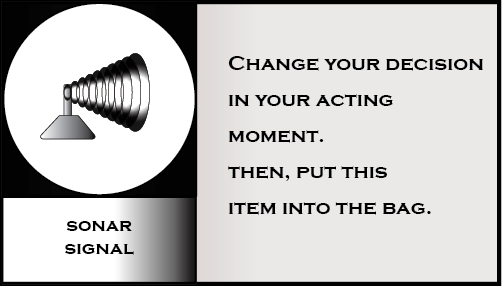 SONAR
SIGNAL
CHANGE YOUR DECISION
IN YOUR ACTING
MOMENT.
THEN, PUT THIS
ITEM INTO THE BAG.